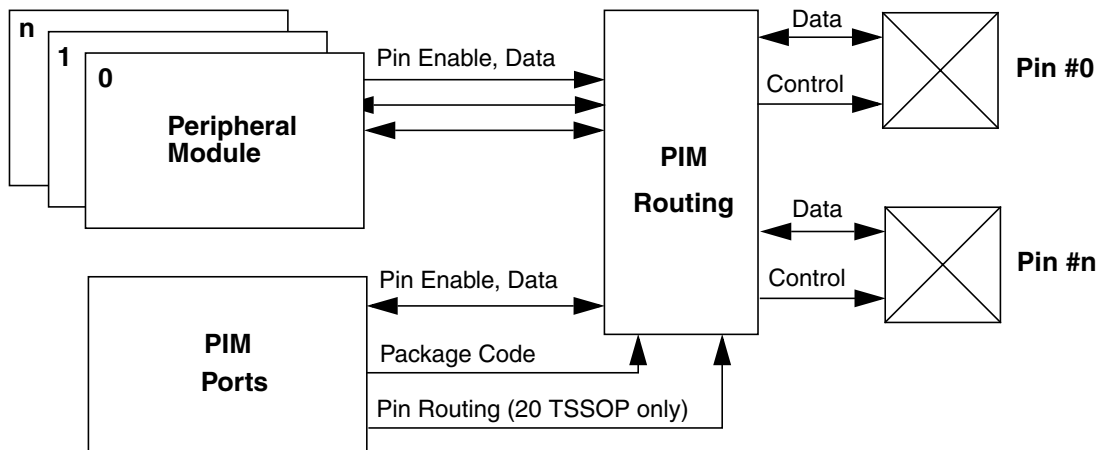 n
1
0
Peripheral
Module
Pin Enable, Data
PIM
Routing
Data
Control
Pin #0
Data
Control
Pin #n
PIM
Ports
Pin Enable, Data
Package Code
Pin Routing (20 TSSOP only)